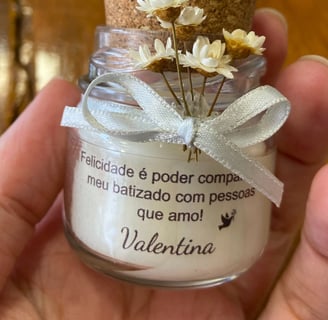 Felicidade é poder
meu batizado com pessoas
que amo!
Valentina